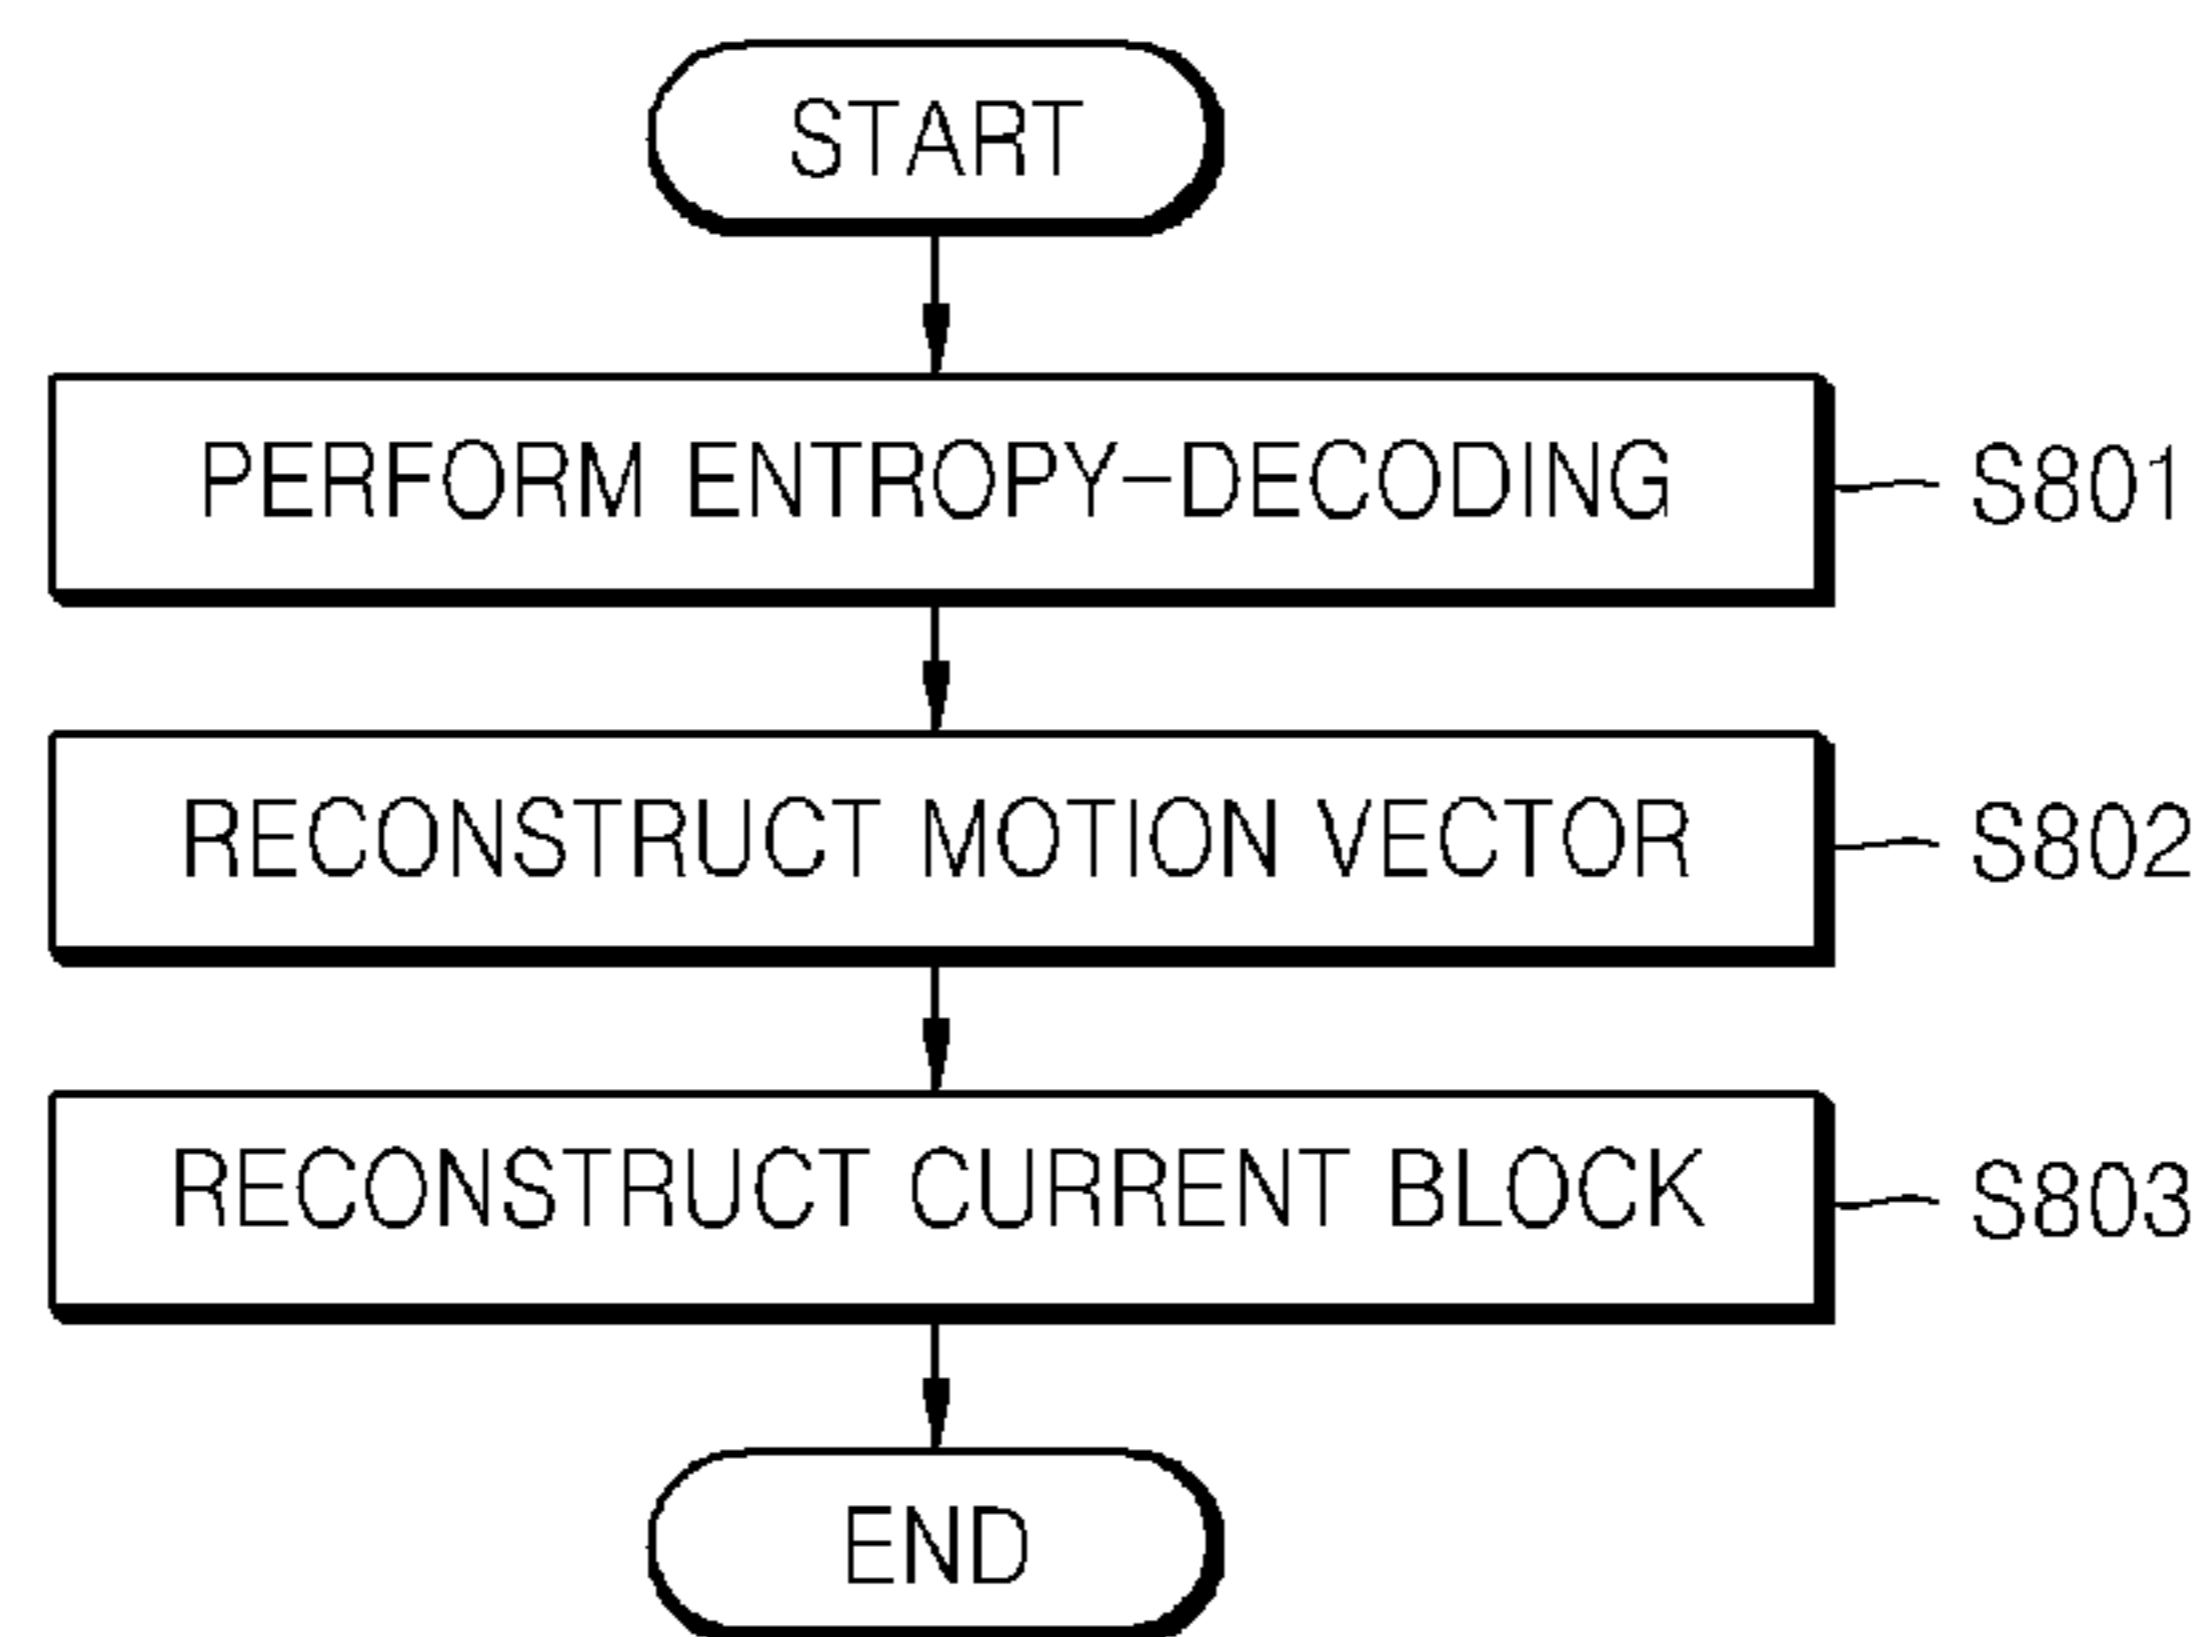 START
PERFORM ENTROPY-DECODING
S801
RECONSTRUCT MOTION VECTOR
S802
RECONSTRUCT CURRENT BLOCK
S803
END